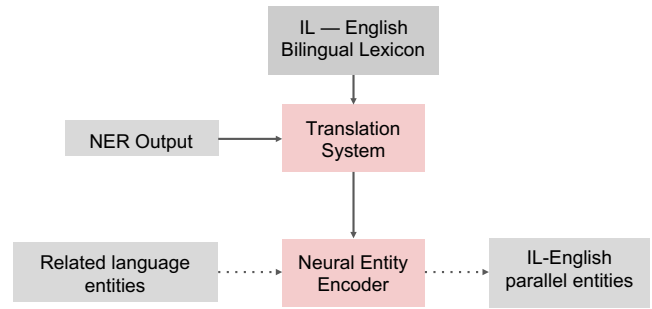 IL — English
Bilingual Lexicon
NER Output
Translation
System
Related language
entities
Neural Entity
Encoder
IL-English
parallel entities